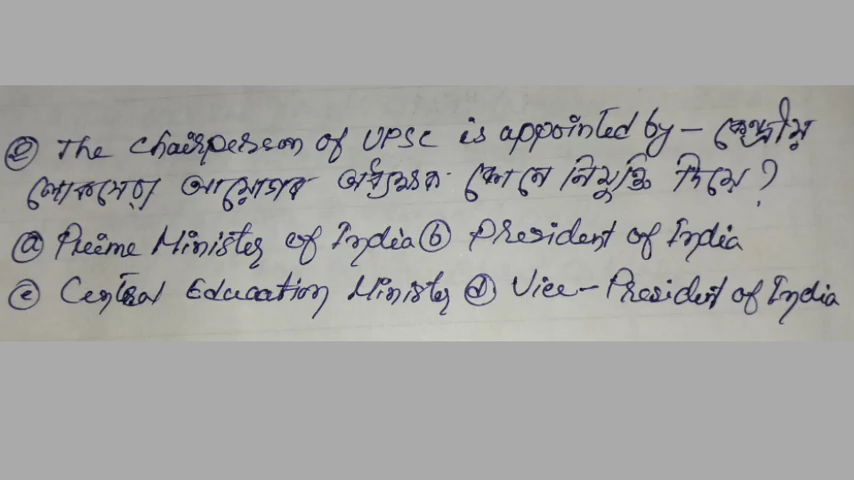 ② The Chairperson of UPSC is appointed by – কেন্দ্ৰীয়
লোকসেৱা আয়োগৰ অধ্যক্ষক কোনে নিযুক্তি দিয়ে?
ⓐ Prime Minister of India ⓑ President of India
ⓒ Central Education Minister ⓓ Vice-President of India